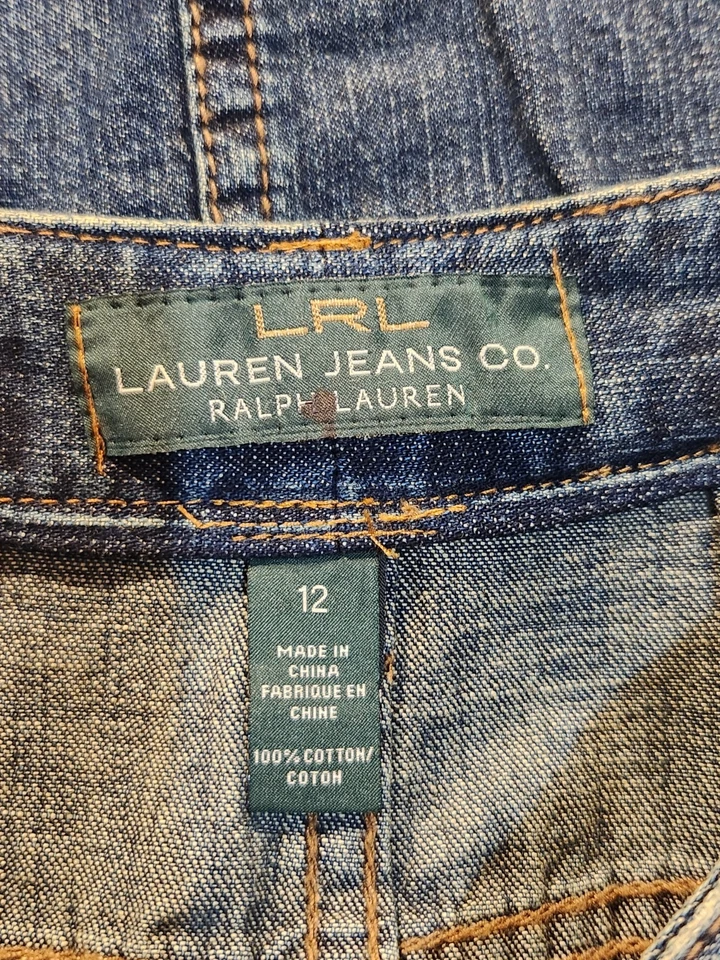 LRL
LAUREN JEANS CO.
RALPH LAUREN
12
MADE IN
CHINA
FABRIQUE EN
CHINE
100% COTTON/
COTON